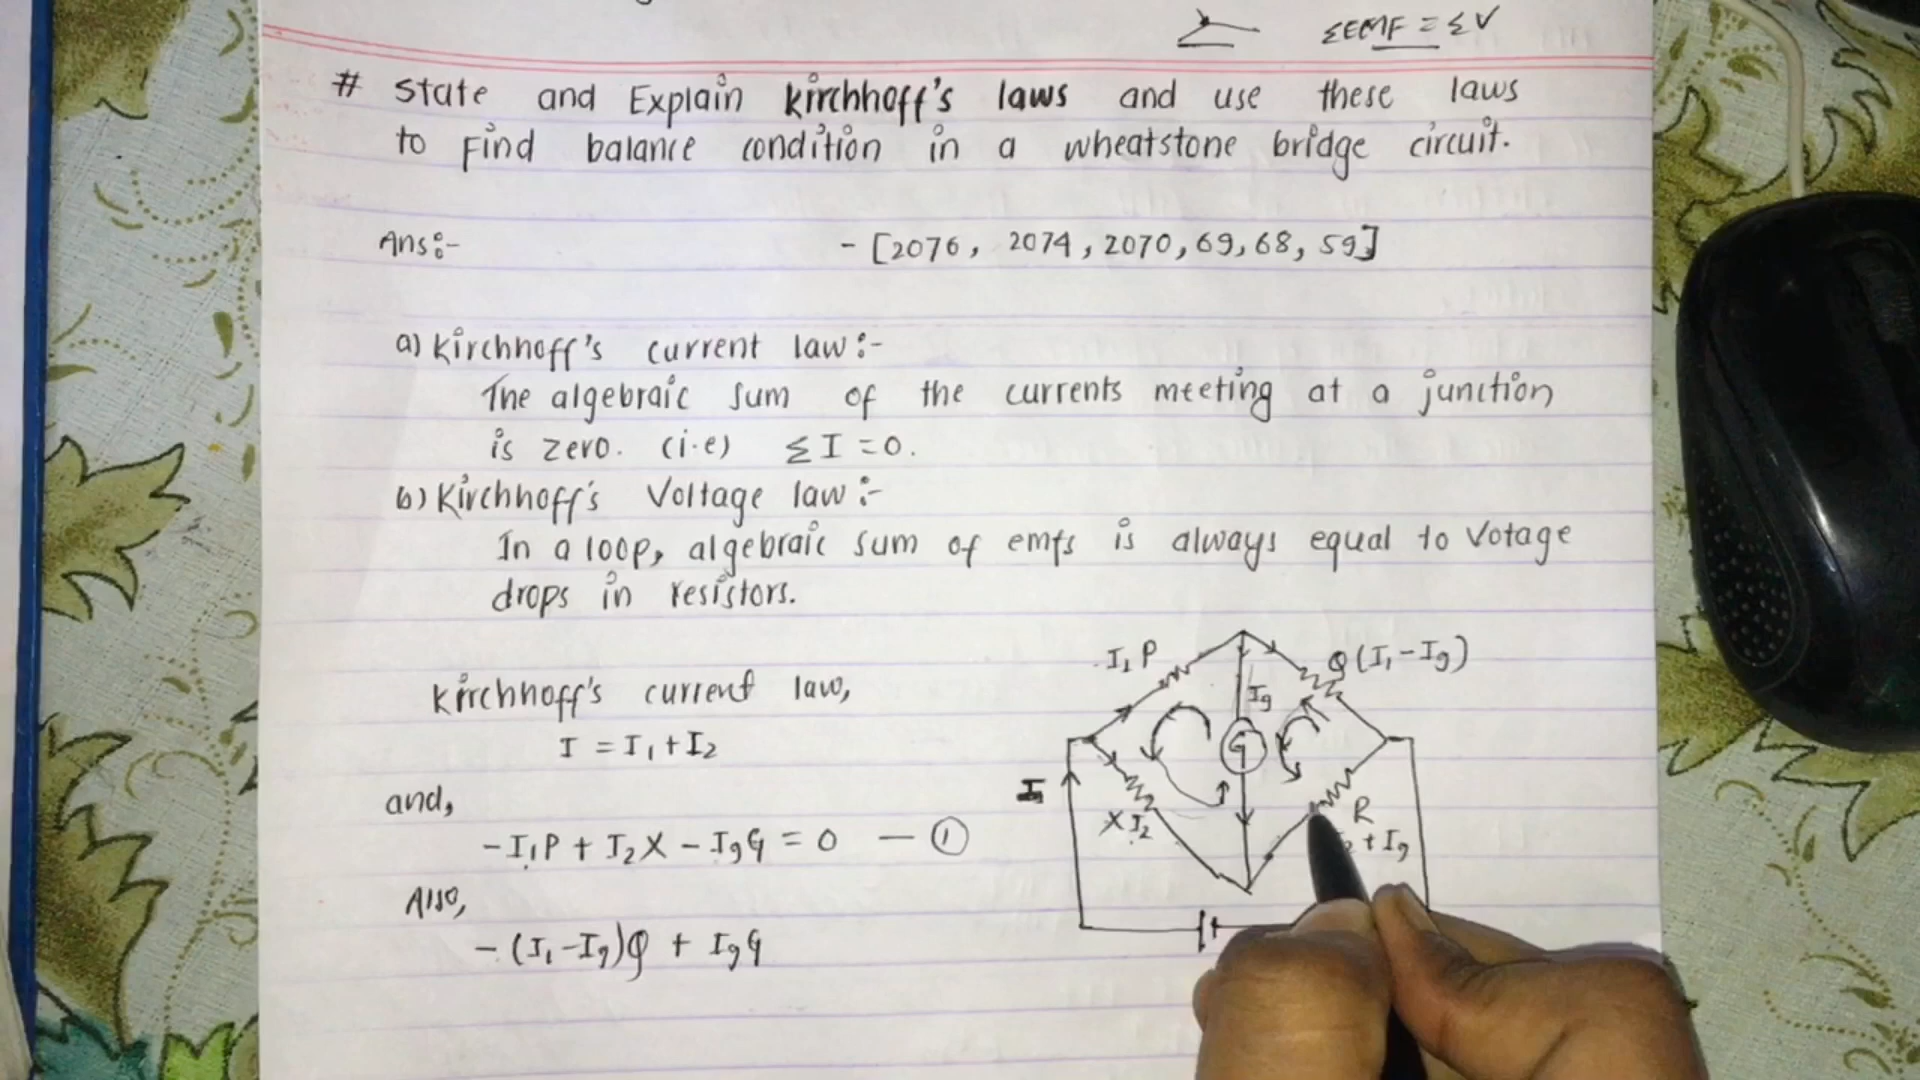 ΣEMF = ΣV
# State and Explain Kirchhoff's laws and use these laws
to Find balance condition in a wheatstone bridge circuit.
Ans:- - [2076, 2074, 2070, 69, 68, 59]
a) Kirchhoff's current law:-
The algebraic sum of the currents meeting at a junction
is zero. (i.e) ΣI = 0.
b) Kirchhoff's Voltage law:-
In a loop, algebraic sum of emfs is always equal to Votage
drops in resistors.
I₁ P
Q (I₁ - Ig)
Ig
G
I
X I₂
R
+ Ig
Kirchhoff's current law,
I = I₁ + I₂
and,
-I₁P + I₂X - IgG = 0 — ①
Also,
- (I₁ - Ig)Q + IgG